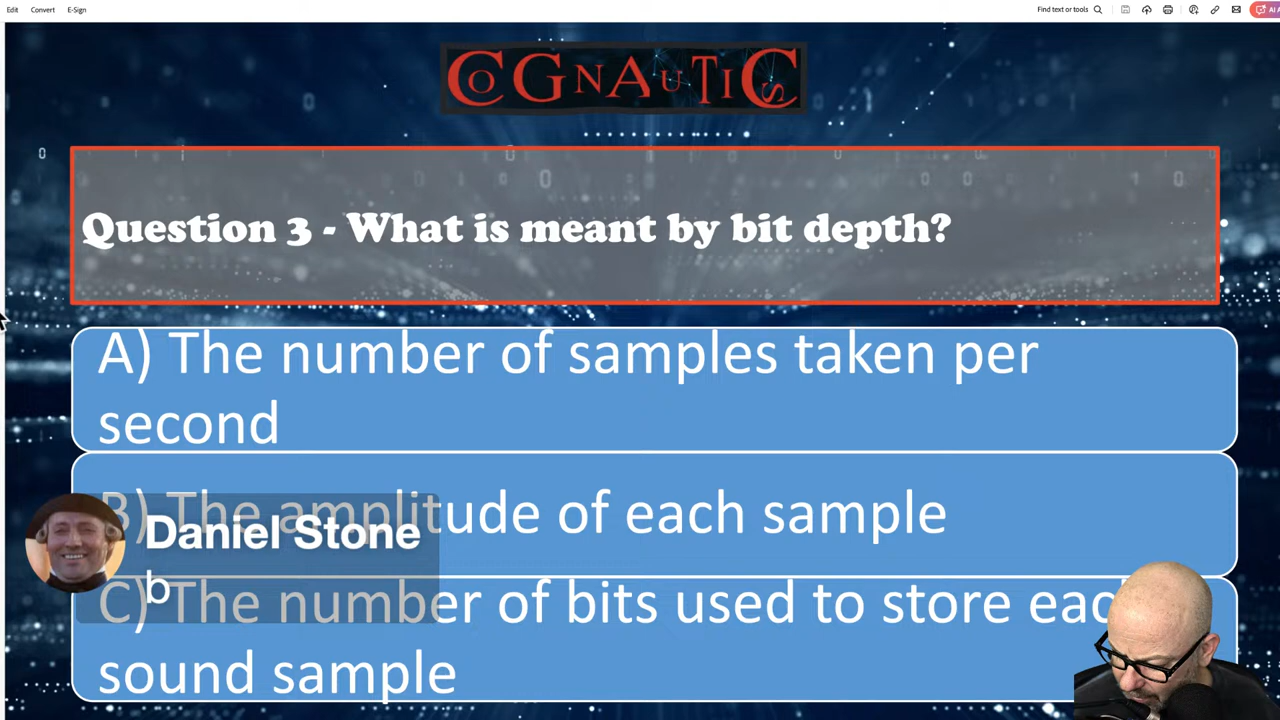 Edit Convert E-Sign Find text or tools AI
COGNAUTICS
Question 3 - What is meant by bit depth?
A) The number of samples taken per
second
B) The amplitude of each sample
Daniel Stone
b
C) The number of bits used to store each
sound sample